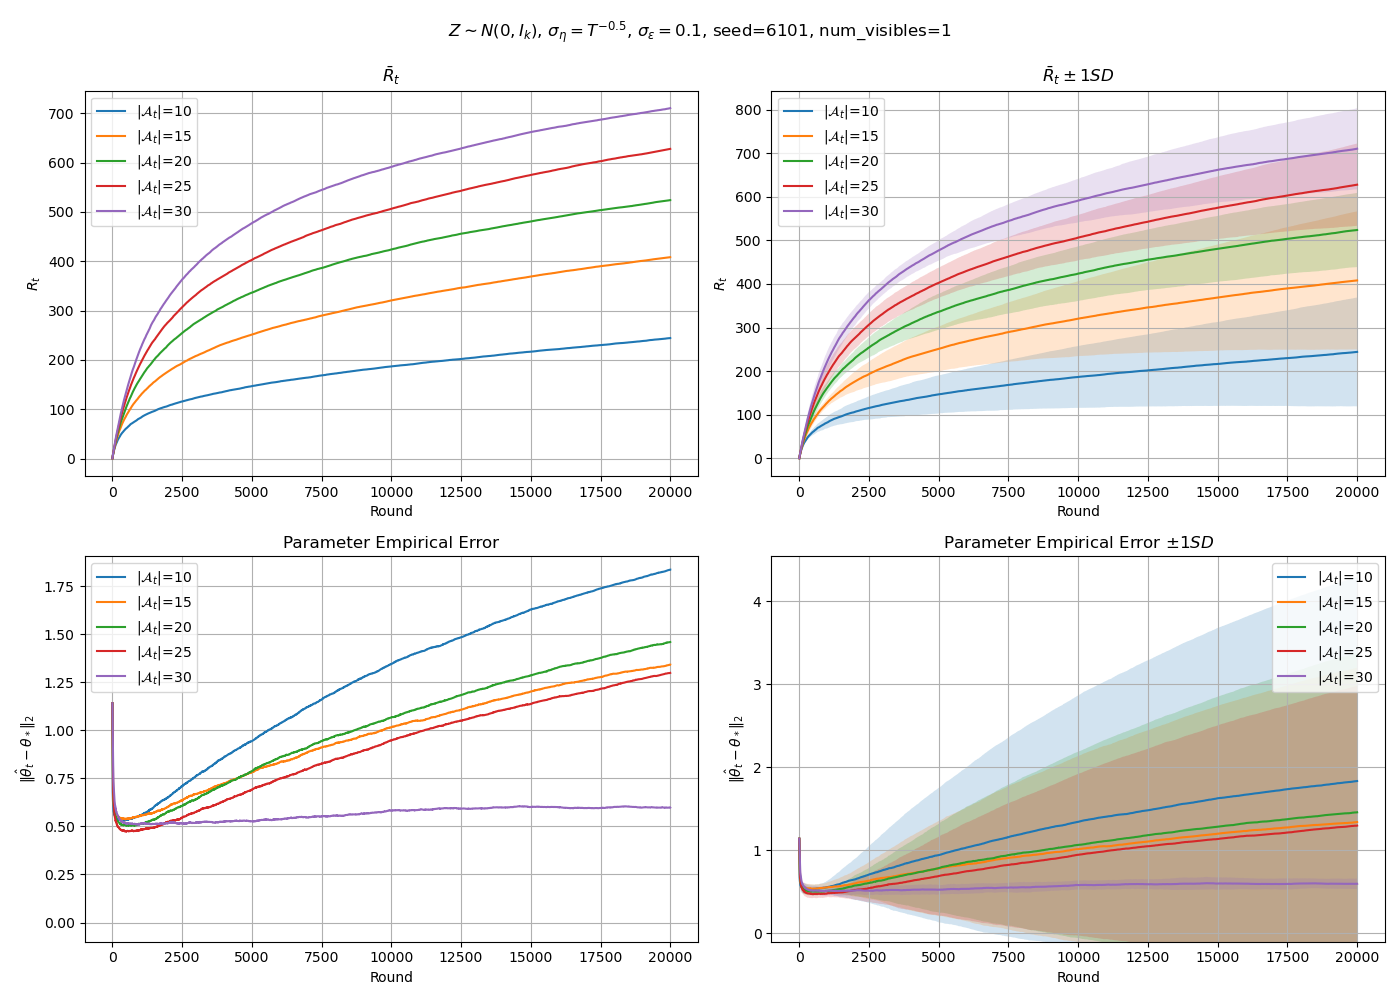 Z ∼ N(0, I_k), σ_η = T^{−0.5}, σ_ε = 0.1, seed=6101, num_visibles=1
R̄_t
R_t
700
600
500
400
300
200
100
0
|𝒜_t|=10
|𝒜_t|=15
|𝒜_t|=20
|𝒜_t|=25
|𝒜_t|=30
0 2500 5000 7500 10000 12500 15000 17500 20000
Round
R̄_t ± 1SD
R_t
800
700
600
500
400
300
200
100
0
|𝒜_t|=10
|𝒜_t|=15
|𝒜_t|=20
|𝒜_t|=25
|𝒜_t|=30
0 2500 5000 7500 10000 12500 15000 17500 20000
Round
Parameter Empirical Error
‖θ̂_t − θ_*‖_2
1.75
1.50
1.25
1.00
0.75
0.50
0.25
0.00
|𝒜_t|=10
|𝒜_t|=15
|𝒜_t|=20
|𝒜_t|=25
|𝒜_t|=30
0 2500 5000 7500 10000 12500 15000 17500 20000
Round
Parameter Empirical Error ±1SD
‖θ̂_t − θ_*‖_2
4
3
2
1
0
|𝒜_t|=10
|𝒜_t|=15
|𝒜_t|=20
|𝒜_t|=25
|𝒜_t|=30
0 2500 5000 7500 10000 12500 15000 17500 20000
Round